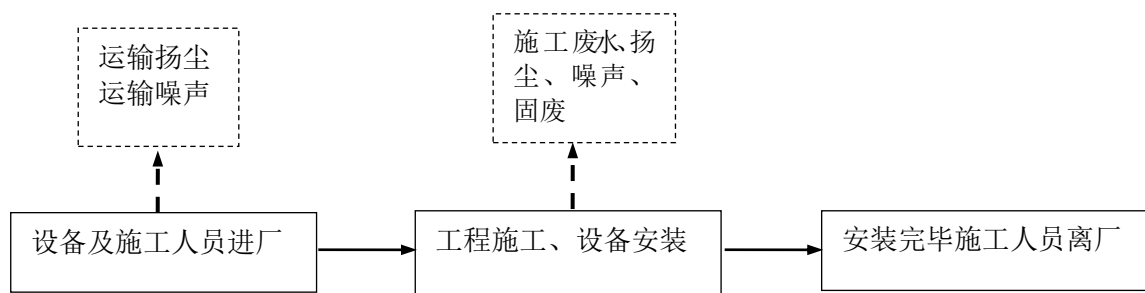 运输扬尘
运输噪声
施工废水、扬
尘、噪声、
固废
设备及施工人员进厂
工程施工、设备安装
安装完毕施工人员离厂